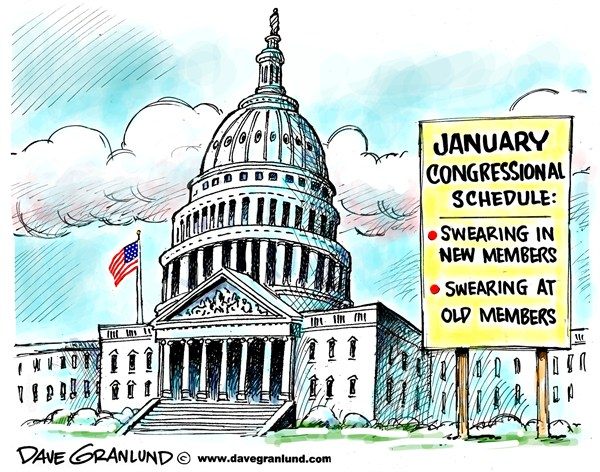 JANUARY
CONGRESSIONAL
SCHEDULE:
• SWEARING IN
NEW MEMBERS
• SWEARING AT
OLD MEMBERS
DAVE GRANLUND © www.davegranlund.com